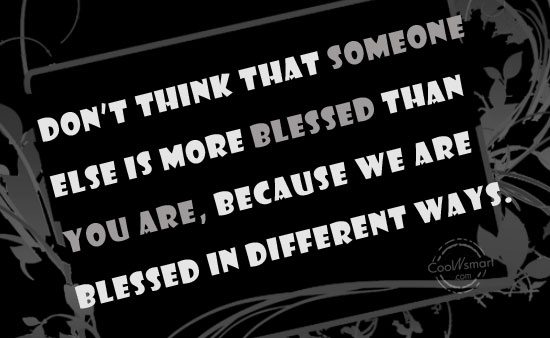 DON'T THINK THAT SOMEONE
ELSE IS MORE BLESSED THAN
YOU ARE, BECAUSE WE ARE
BLESSED IN DIFFERENT WAYS.
CooNsmart
.com